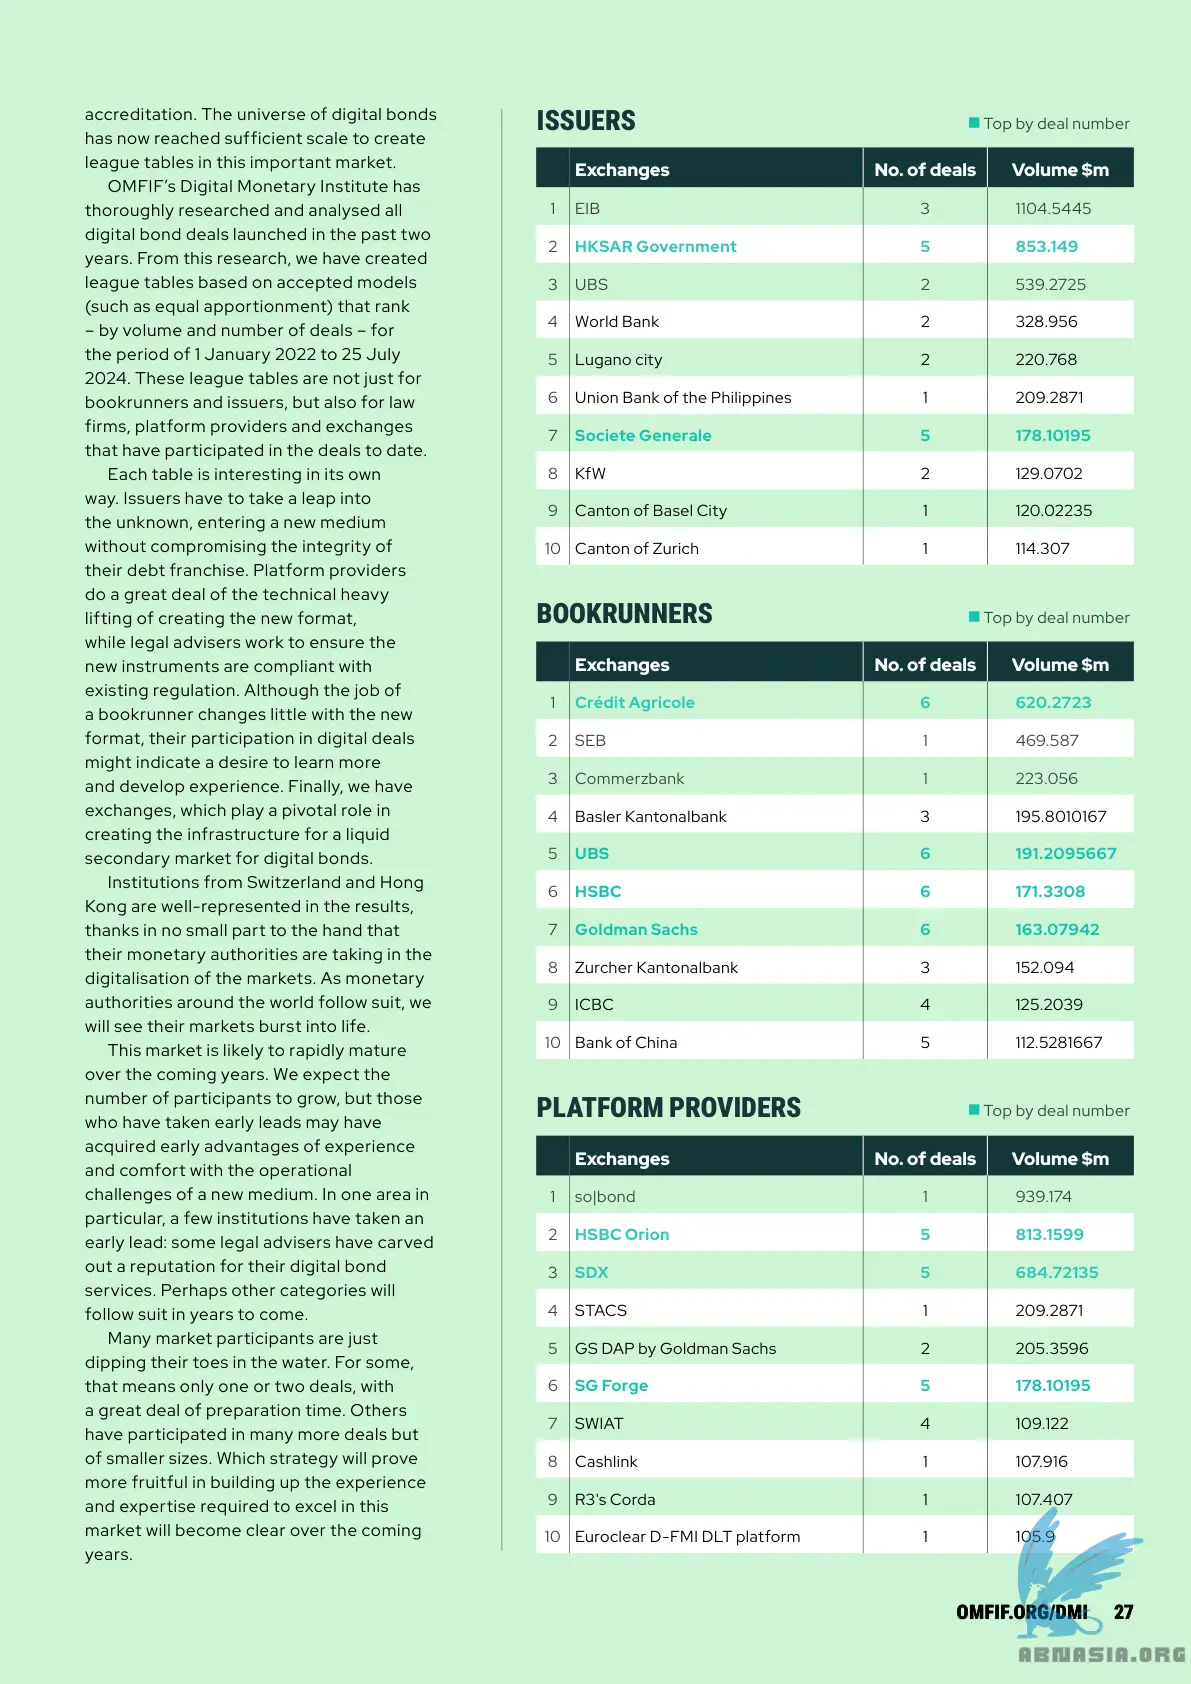 accreditation. The universe of digital bonds
has now reached sufficient scale to create
league tables in this important market.
OMFIF’s Digital Monetary Institute has
thoroughly researched and analysed all
digital bond deals launched in the past two
years. From this research, we have created
league tables based on accepted models
(such as equal apportionment) that rank
– by volume and number of deals – for
the period of 1 January 2022 to 25 July
2024. These league tables are not just for
bookrunners and issuers, but also for law
firms, platform providers and exchanges
that have participated in the deals to date.
Each table is interesting in its own
way. Issuers have to take a leap into
the unknown, entering a new medium
without compromising the integrity of
their debt franchise. Platform providers
do a great deal of the technical heavy
lifting of creating the new format,
while legal advisers work to ensure the
new instruments are compliant with
existing regulation. Although the job of
a bookrunner changes little with the new
format, their participation in digital deals
might indicate a desire to learn more
and develop experience. Finally, we have
exchanges, which play a pivotal role in
creating the infrastructure for a liquid
secondary market for digital bonds.
Institutions from Switzerland and Hong
Kong are well-represented in the results,
thanks in no small part to the hand that
their monetary authorities are taking in the
digitalisation of the markets. As monetary
authorities around the world follow suit, we
will see their markets burst into life.
This market is likely to rapidly mature
over the coming years. We expect the
number of participants to grow, but those
who have taken early leads may have
acquired early advantages of experience
and comfort with the operational
challenges of a new medium. In one area in
particular, a few institutions have taken an
early lead: some legal advisers have carved
out a reputation for their digital bond
services. Perhaps other categories will
follow suit in years to come.
Many market participants are just
dipping their toes in the water. For some,
that means only one or two deals, with
a great deal of preparation time. Others
have participated in many more deals but
of smaller sizes. Which strategy will prove
more fruitful in building up the experience
and expertise required to excel in this
market will become clear over the coming
years.
ISSUERS Top by deal number
Exchanges No. of deals Volume $m
1 EIB 3 1104.5445
2 HKSAR Government 5 853.149
3 UBS 2 539.2725
4 World Bank 2 328.956
5 Lugano city 2 220.768
6 Union Bank of the Philippines 1 209.2871
7 Societe Generale 5 178.10195
8 KfW 2 129.0702
9 Canton of Basel City 1 120.02235
10 Canton of Zurich 1 114.307
BOOKRUNNERS Top by deal number
Exchanges No. of deals Volume $m
1 Crédit Agricole 6 620.2723
2 SEB 1 469.587
3 Commerzbank 1 223.056
4 Basler Kantonalbank 3 195.8010167
5 UBS 6 191.2095667
6 HSBC 6 171.3308
7 Goldman Sachs 6 163.07942
8 Zurcher Kantonalbank 3 152.094
9 ICBC 4 125.2039
10 Bank of China 5 112.5281667
PLATFORM PROVIDERS Top by deal number
Exchanges No. of deals Volume $m
1 so|bond 1 939.174
2 HSBC Orion 5 813.1599
3 SDX 5 684.72135
4 STACS 1 209.2871
5 GS DAP by Goldman Sachs 2 205.3596
6 SG Forge 5 178.10195
7 SWIAT 4 109.122
8 Cashlink 1 107.916
9 R3's Corda 1 107.407
10 Euroclear D-FMI DLT platform 1 105.9
OMFIF.ORG/DMI 27
ABNASIA.ORG